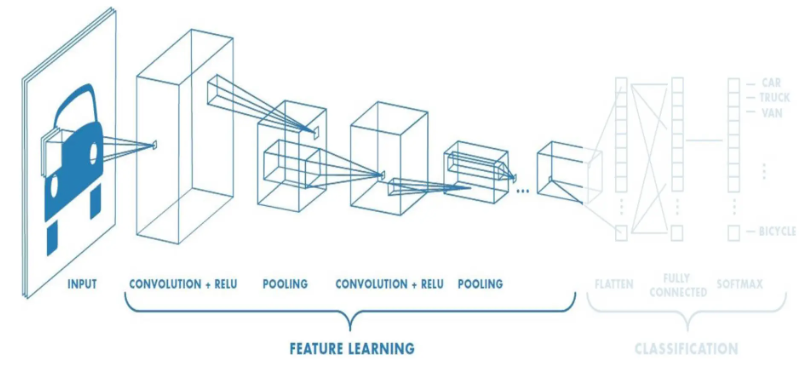 CAR
TRUCK
VAN
...
BICYCLE
INPUT
CONVOLUTION + RELU
POOLING
CONVOLUTION + RELU
POOLING
FLATTEN
FULLY
CONNECTED
SOFTMAX
FEATURE LEARNING
CLASSIFICATION